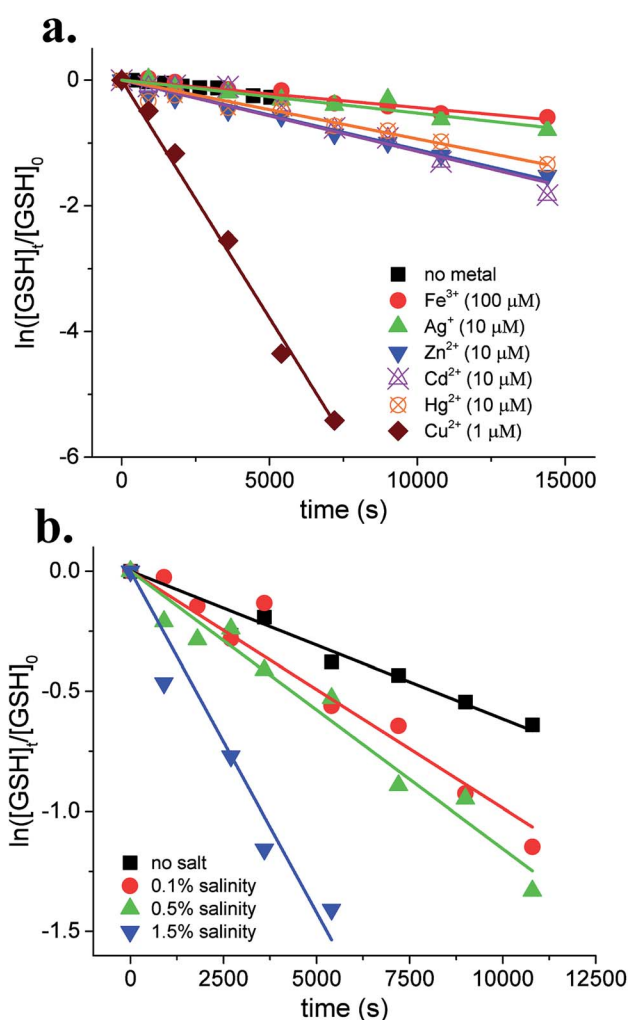 a.
0
-2
-4
-6
ln([GSH]t/[GSH]0
no metal
Fe3+ (100 μM)
Ag+ (10 μM)
Zn2+ (10 μM)
Cd2+ (10 μM)
Hg2+ (10 μM)
Cu2+ (1 μM)
0 5000 10000 15000
time (s)
b.
0.0
-0.5
-1.0
-1.5
ln([GSH]t/[GSH]0
no salt
0.1% salinity
0.5% salinity
1.5% salinity
0 2500 5000 7500 10000 12500
time (s)